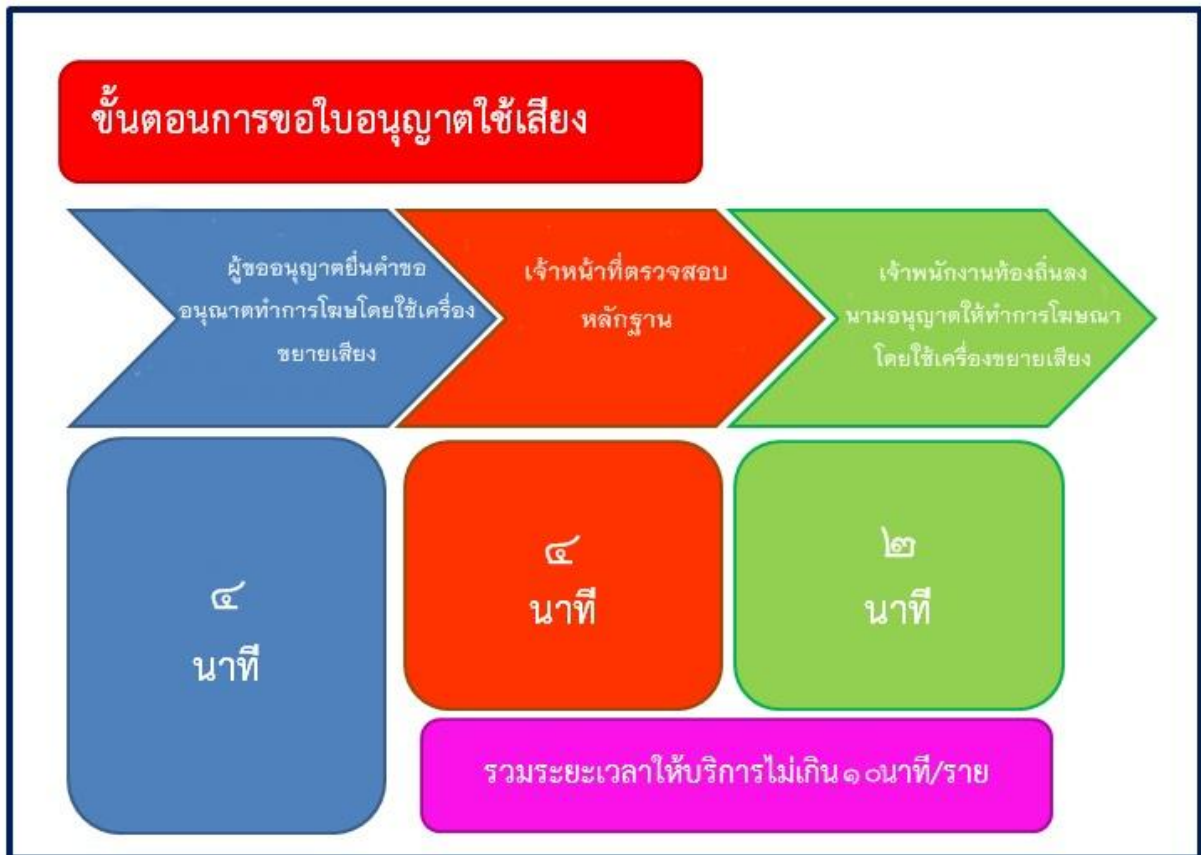 ขั้นตอนการขอใบอนุญาตใช้เสียง
ผู้ขออนุญาตยื่นคำขอ
อนุณาตทำการโฆษโดยใช้เครื่อง
ขยายเสียง
เจ้าหน้าที่ตรวจสอบ
หลักฐาน
เจ้าพนักงานท้องถิ่นลง
นามอนุญาตให้ทำการโฆษณา
โดยใช้เครื่องขยายเสียง
๔
นาที
๔
นาที
๒
นาที
รวมระยะเวลาให้บริการไม่เกิน ๑๐นาที/ราย